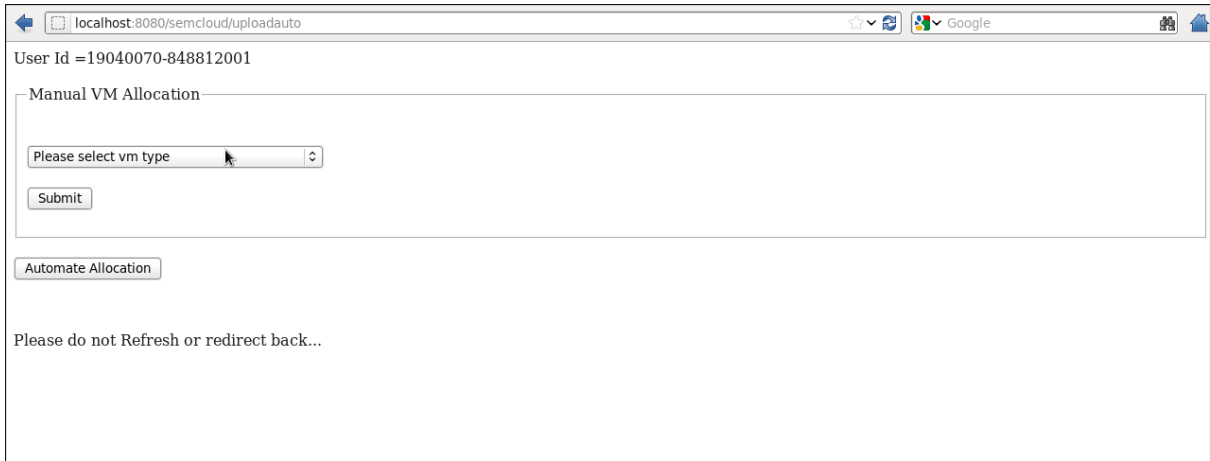 localhost:8080/semcloud/uploadauto
Google
User Id =19040070-848812001
Manual VM Allocation
Please select vm type
Submit
Automate Allocation
Please do not Refresh or redirect back...